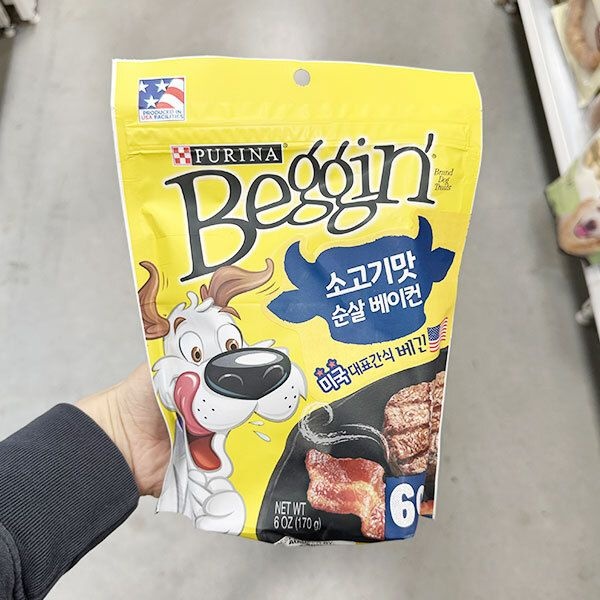 PRODUCED IN
USA FACILITIES
PURINA
Beggin'
Brand
Dog
Treats
소고기맛
순살 베이컨
미국 대표간식 베긴
NET WT
6 OZ (170 g)